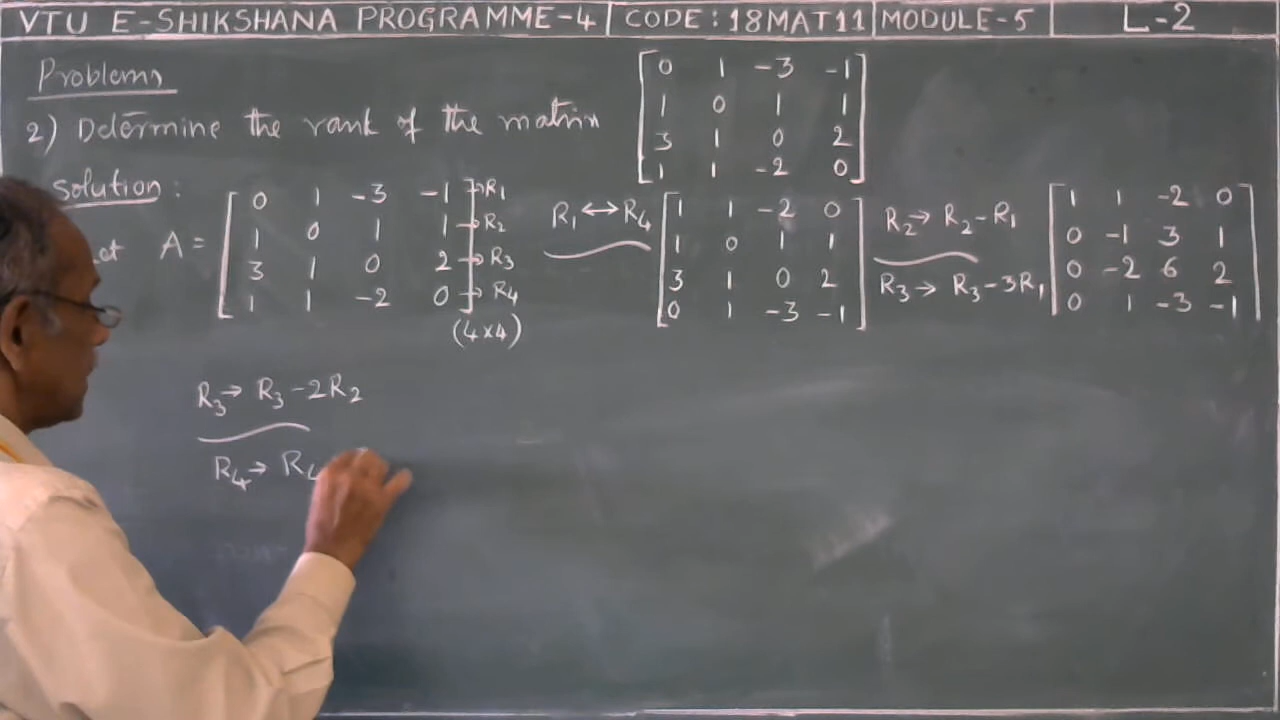 VTU E-SHIKSHANA PROGRAMME-4 | CODE: 18MAT11 | MODULE-5 | L-2
Problems
2) Determine the rank of the matrix
0 1 -3 -1
1 0 1 1
3 1 0 2
1 1 -2 0
Solution:
A =
0 1 -3 -1 → R1
1 0 1 1 → R2
3 1 0 2 → R3
1 1 -2 0 → R4
(4×4)
R1 ↔ R4
1 1 -2 0
1 0 1 1
3 1 0 2
0 1 -3 -1
R2 → R2 - R1
R3 → R3 - 3R1
1 1 -2 0
0 -1 3 1
0 -2 6 2
0 1 -3 -1
R3 → R3 - 2R2
R4 → R4